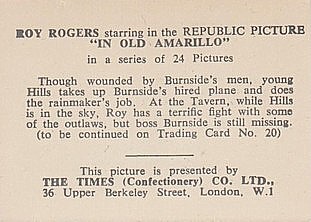 ROY ROGERS starring in the REPUBLIC PICTURE
"IN OLD AMARILLO"
in a series of 24 Pictures
Though wounded by Burnside's men, young
Hills takes up Burnside's hired plane and does
the rainmaker's job. At the Tavern, while Hills
is in the sky, Roy has a terrific fight with some
of the outlaws, but boss Burnside is still missing.
(to be continued on Trading Card No. 20)
This picture is presented by
THE TIMES (Confectionery) CO. LTD.,
36 Upper Berkeley Street, London, W.1